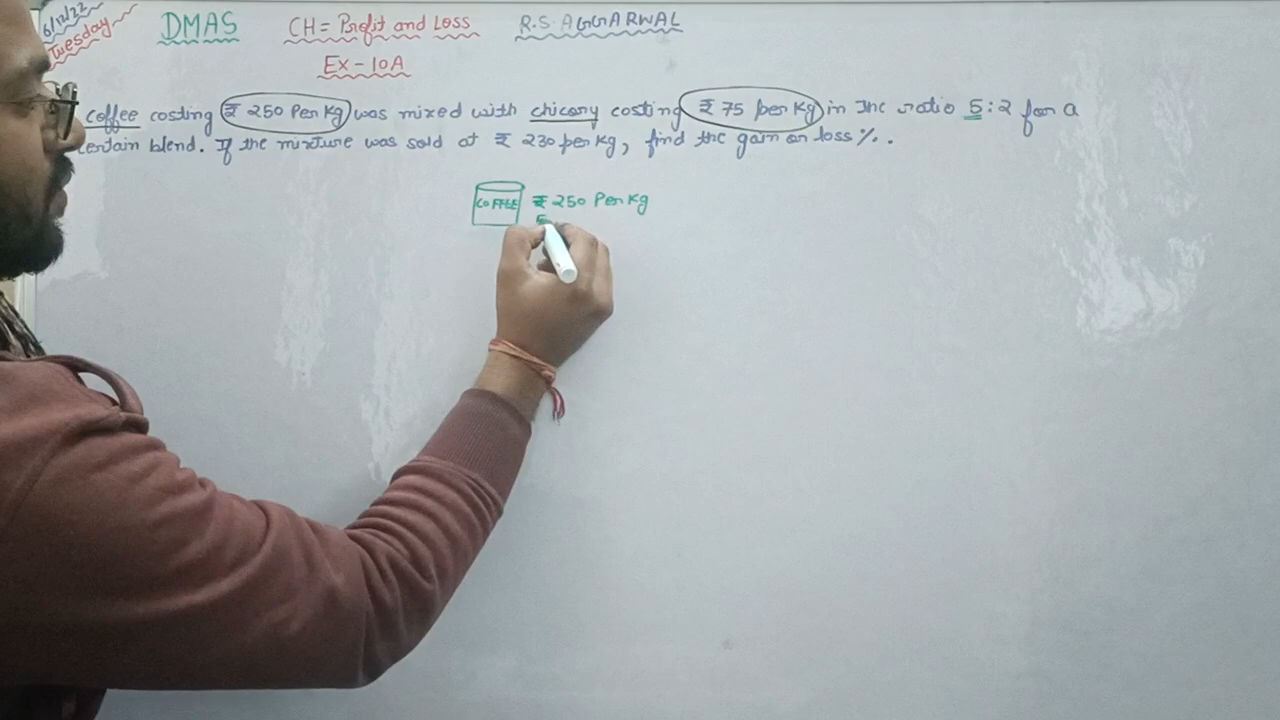 6/12/22
Tuesday
DMAS CH= Profit and Loss R.S. AGGARWAL
Ex-10A
coffee costing ₹ 250 Per Kg was mixed with chicory costing ₹ 75 per Kg in the ratio 5:2 for a
certain blend. If the mixture was sold at ₹ 230 per Kg, find the gain or loss %.
COFFEE ₹ 250 Per Kg
5